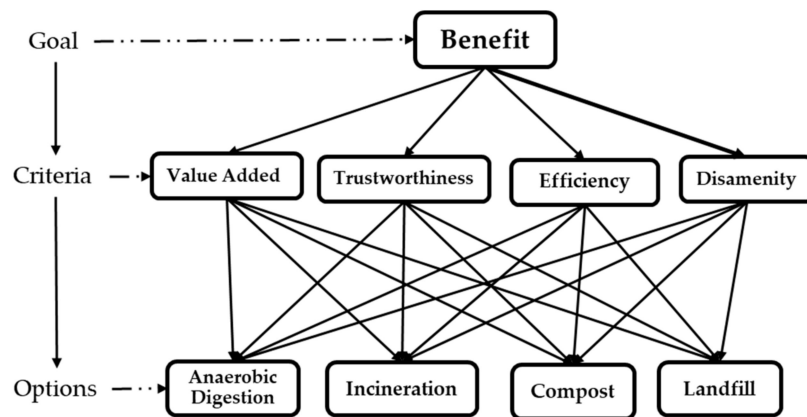 Goal
Benefit
Criteria
Value Added
Trustworthiness
Efficiency
Disamenity
Options
Anaerobic
Digestion
Incineration
Compost
Landfill